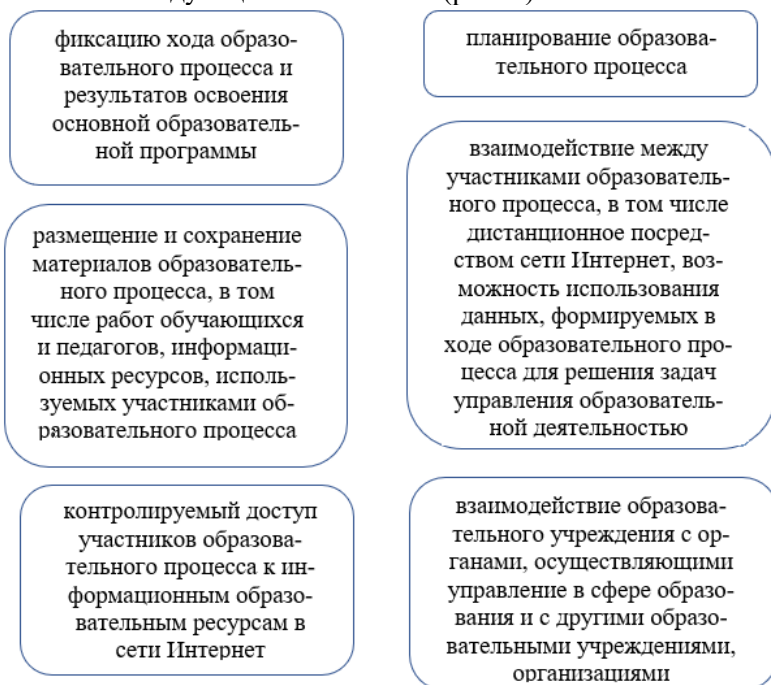 фиксацию хода образо-
вательного процесса и
результатов освоения
основной образователь-
ной программы
планирование образова-
тельного процесса
размещение и сохранение
материалов образователь-
ного процесса, в том
числе работ обучающихся
и педагогов, информаци-
онных ресурсов, исполь-
зуемых участниками об-
разовательного процесса
взаимодействие между
участниками образователь-
ного процесса, в том числе
дистанционное посред-
ством сети Интернет, воз-
можность использования
данных, формируемых в
ходе образовательного про-
цесса для решения задач
управления образователь-
ной деятельностью
контролируемый доступ
участников образова-
тельного процесса к ин-
формационным образо-
вательным ресурсам в
сети Интернет
взаимодействие образова-
тельного учреждения с ор-
ганами, осуществляющими
управление в сфере образо-
вания и с другими образо-
вательными учреждениями,
организациями